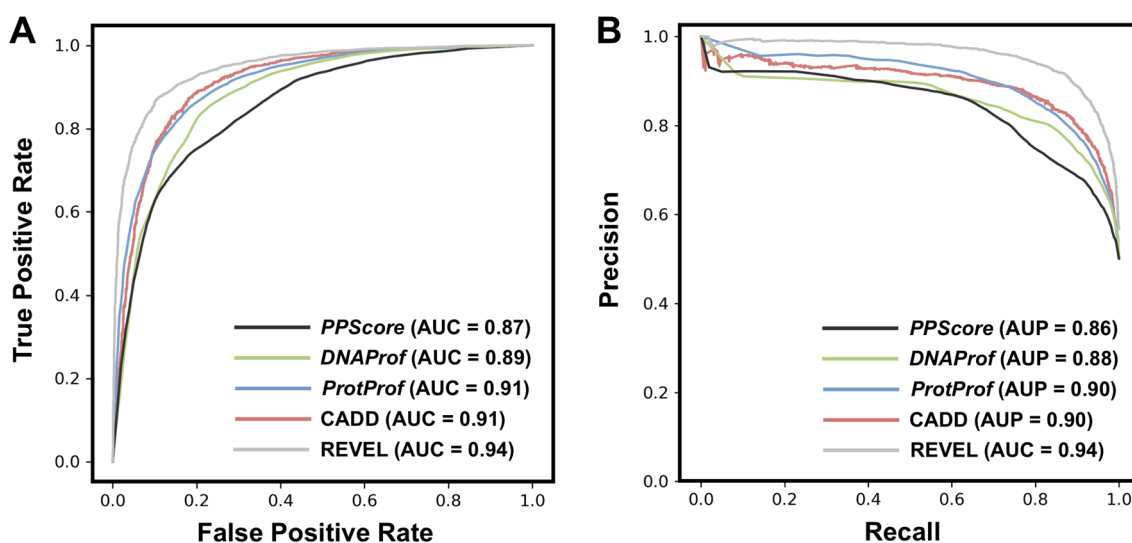 A
True Positive Rate
1.0
0.8
0.6
0.4
0.2
0.0
PPScore (AUC = 0.87)
DNAProf (AUC = 0.89)
ProtProf (AUC = 0.91)
CADD (AUC = 0.91)
REVEL (AUC = 0.94)
0.0 0.2 0.4 0.6 0.8 1.0
False Positive Rate
B
Precision
1.0
0.8
0.6
0.4
0.2
0.0
PPScore (AUP = 0.86)
DNAProf (AUP = 0.88)
ProtProf (AUP = 0.90)
CADD (AUP = 0.90)
REVEL (AUC = 0.94)
0.0 0.2 0.4 0.6 0.8 1.0
Recall